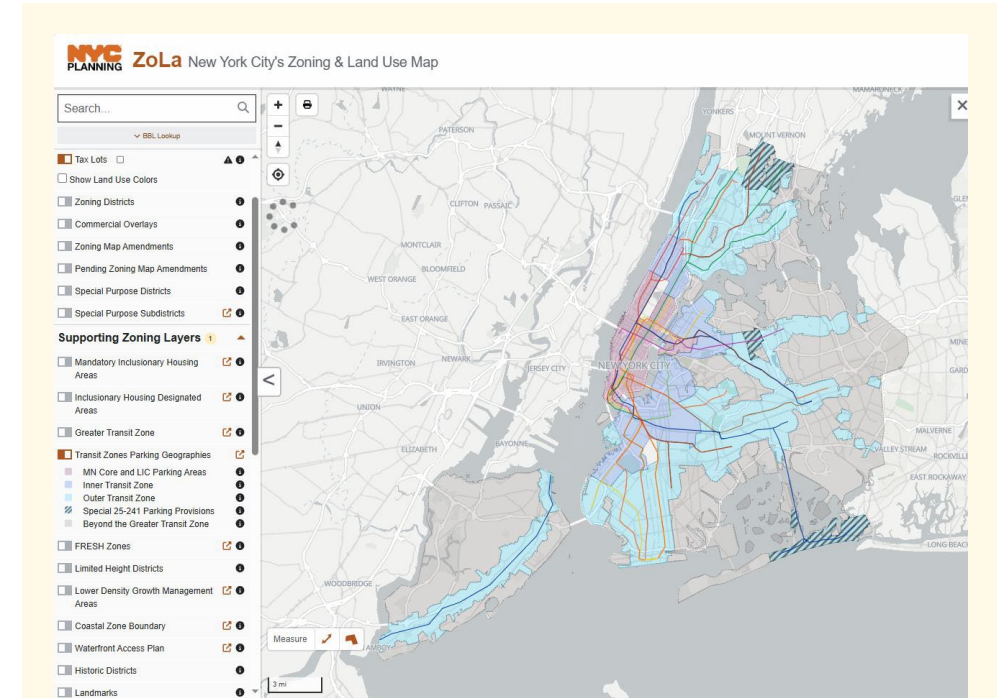 NYC
PLANNING
ZoLa New York City's Zoning & Land Use Map
Search...
BBL Lookup
Tax Lots
Show Land Use Colors
Zoning Districts
Commercial Overlays
Zoning Map Amendments
Pending Zoning Map Amendments
Special Purpose Districts
Special Purpose Subdistricts
Supporting Zoning Layers 1
Mandatory Inclusionary Housing
Areas
Inclusionary Housing Designated
Areas
Greater Transit Zone
Transit Zones Parking Geographies
MN Core and LIC Parking Areas
Inner Transit Zone
Outer Transit Zone
Special 25-241 Parking Provisions
Beyond the Greater Transit Zone
FRESH Zones
Limited Height Districts
Lower Density Growth Management
Areas
Coastal Zone Boundary
Waterfront Access Plan
Historic Districts
Landmarks
WAYNE
MAMARONECK
YONKERS
PATERSON
MOUNT VERNON
CLIFTON
PASSAIC
MONTCLAIR
BLOOMFIELD
WEST ORANGE
EAST ORANGE
IRVINGTON
NEWARK
JERSEY CITY
NEW YORK CITY
UNION
BAYONNE
ELIZABETH
MALVERNE
VALLEY STREAM
EAST ROCKAWAY
LONG BEAC
WOODBRIDGE
Measure
3 mi